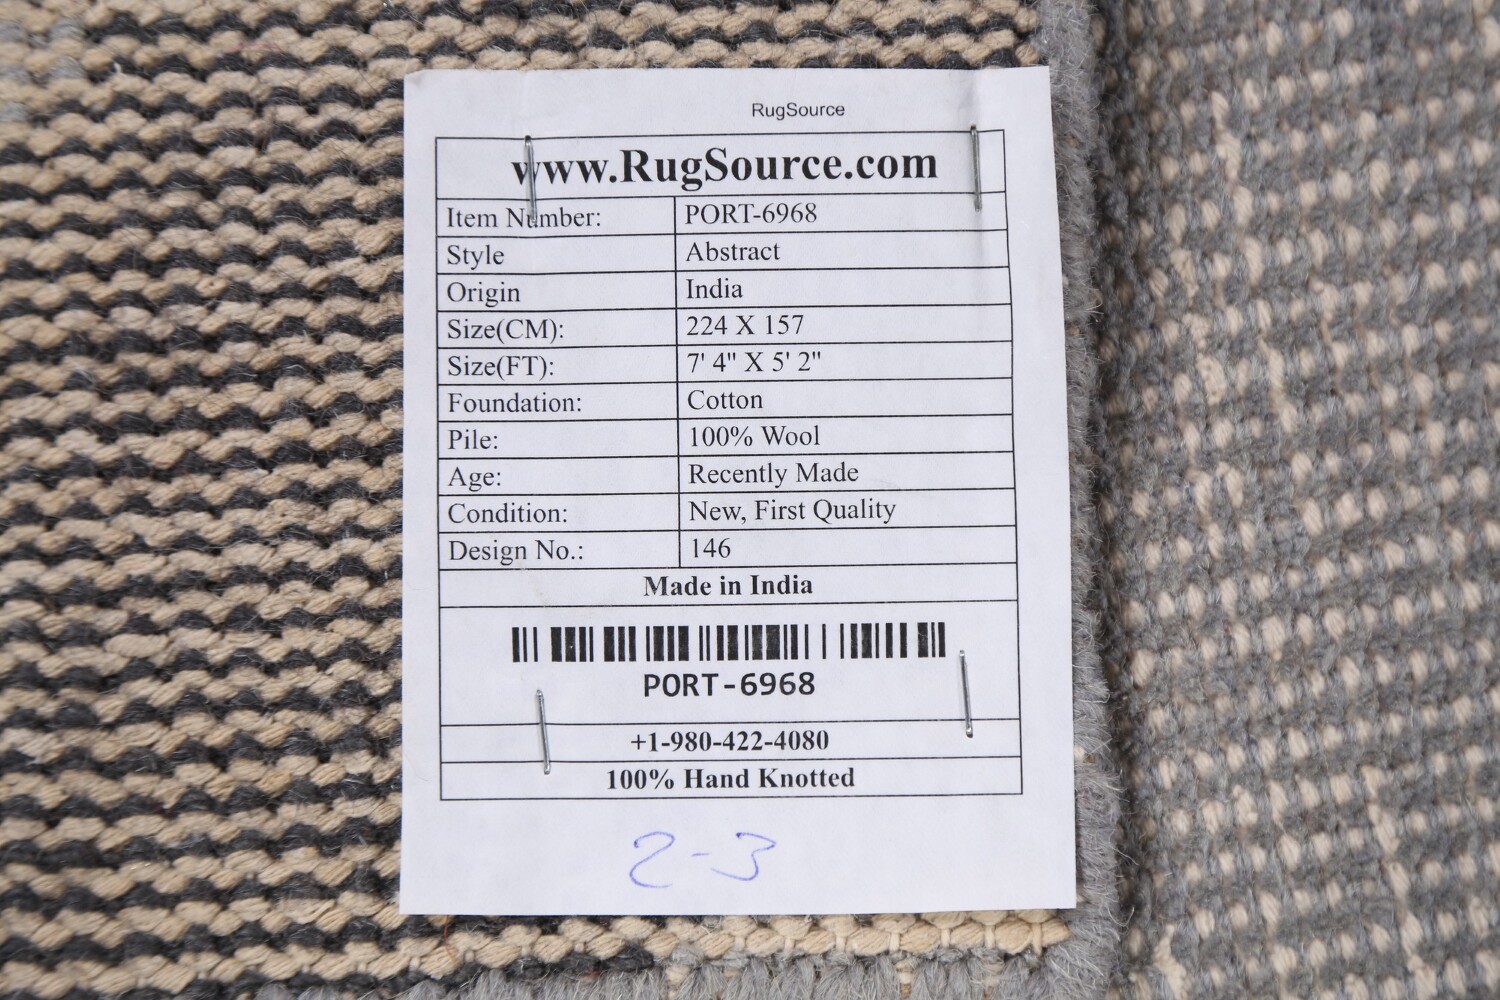 RugSource
www.RugSource.com
Item Number: PORT-6968
Style Abstract
Origin India
Size(CM): 224 X 157
Size(FT): 7' 4" X 5' 2"
Foundation: Cotton
Pile: 100% Wool
Age: Recently Made
Condition: New, First Quality
Design No.: 146
Made in India
PORT-6968
+1-980-422-4080
100% Hand Knotted
2-3